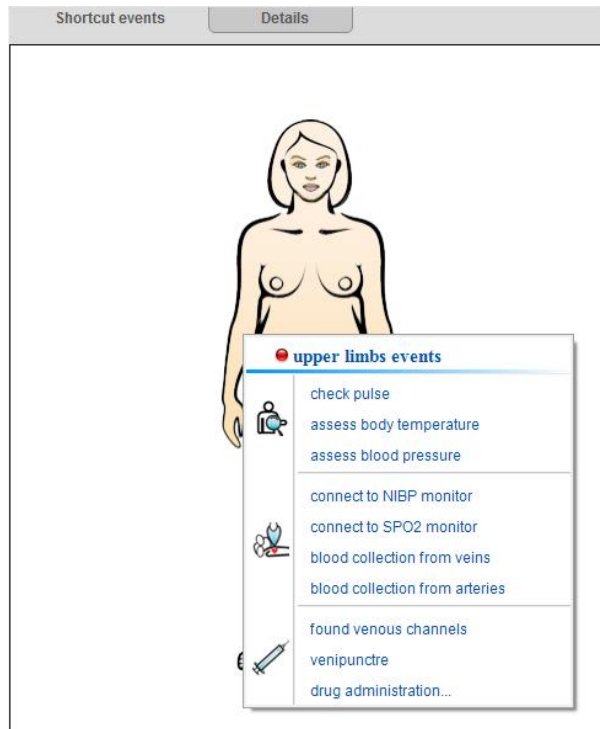 Shortcut events
Details
upper limbs events
check pulse
assess body temperature
assess blood pressure
connect to NIBP monitor
connect to SPO2 monitor
blood collection from veins
blood collection from arteries
found venous channels
venipunctre
drug administration...